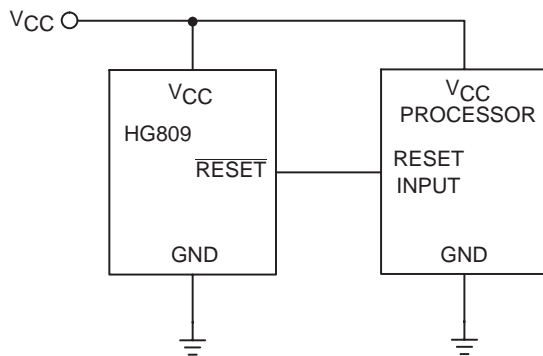 VCC
VCC
HG809
RESET
GND
VCC
PROCESSOR
RESET
INPUT
GND